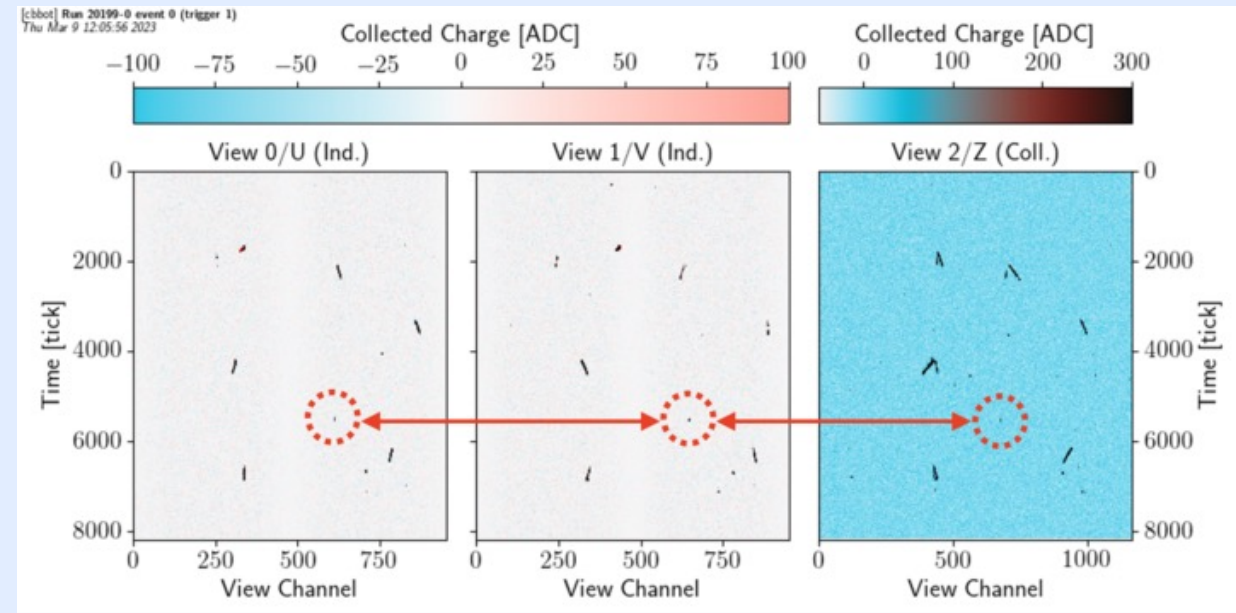 [cbbot] Run 20199-0 event 0 (trigger 1)
Thu Mar 9 12:05:56 2023
Collected Charge [ADC]
−100 −75 −50 −25 0 25 50 75 100
Collected Charge [ADC]
0 100 200 300
View 0/U (Ind.)
View 1/V (Ind.)
View 2/Z (Coll.)
Time [tick]
0
2000
4000
6000
8000
0 250 500 750
View Channel
0 250 500 750
View Channel
0 500 1000
View Channel
0
2000
4000
6000
8000
Time [tick]